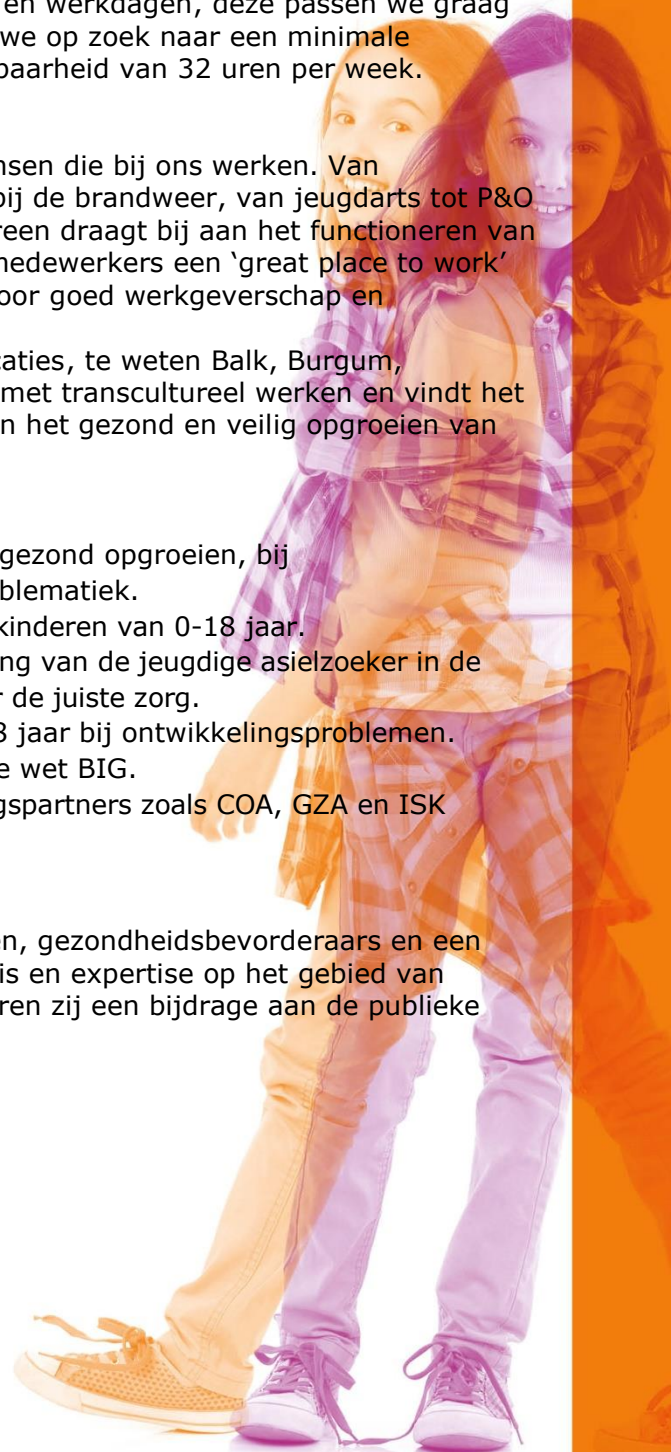 en werkdagen, deze passen we graag
we op zoek naar een minimale
baarheid van 32 uren per week.
nsen die bij ons werken. Van
bij de brandweer, van jeugdarts tot P&O
reen draagt bij aan het functioneren van
medewerkers een ‘great place to work’
oor goed werkgeverschap en
caties, te weten Balk, Burgum,
met transcultureel werken en vindt het
n het gezond en veilig opgroeien van
gezond opgroeien, bij
blematiek.
kinderen van 0-18 jaar.
ng van de jeugdige asielzoeker in de
r de juiste zorg.
8 jaar bij ontwikkelingsproblemen.
e wet BIG.
gspartners zoals COA, GZA en ISK
en, gezondheidsbevorderaars en een
is en expertise op het gebied van
ren zij een bijdrage aan de publieke